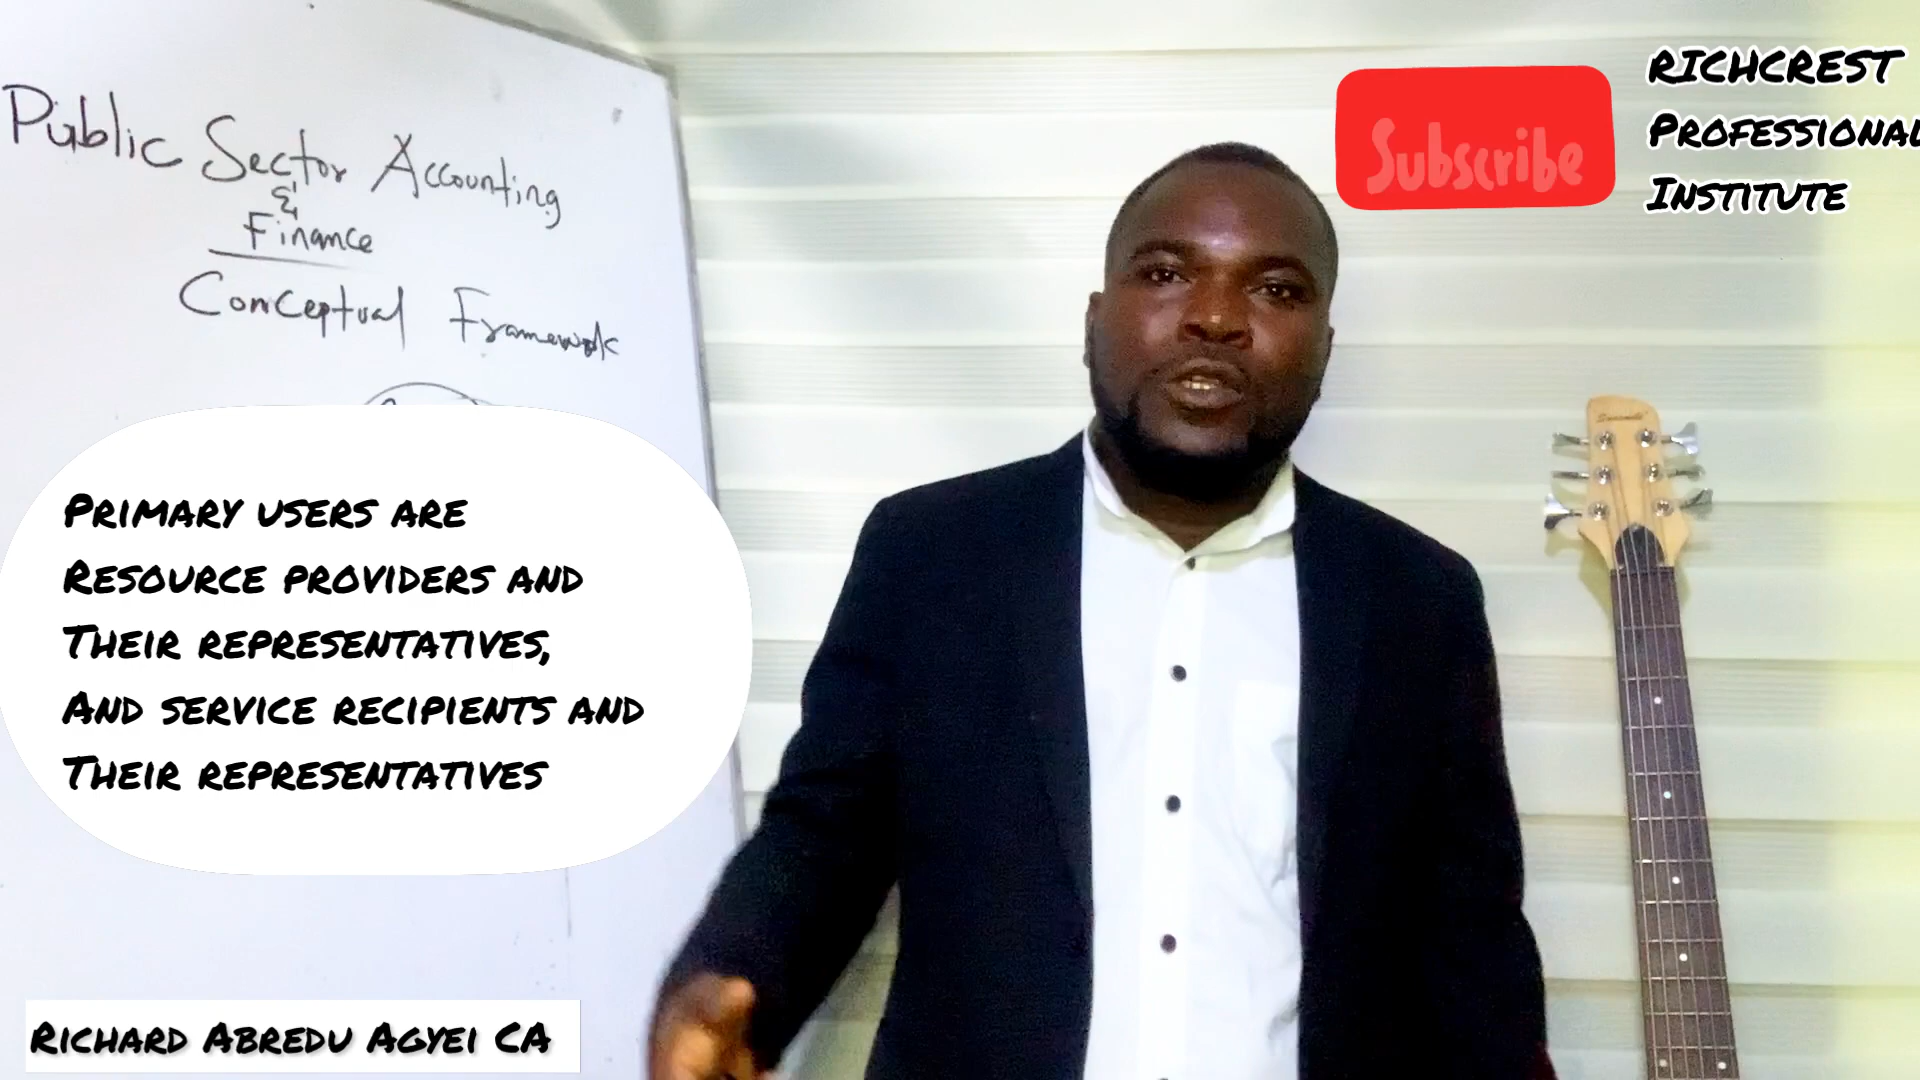 Public Sector Accounting
&
Finance
Conceptual Framework
PRIMARY USERS ARE
RESOURCE PROVIDERS AND
THEIR REPRESENTATIVES,
AND SERVICE RECIPIENTS AND
THEIR REPRESENTATIVES
RICHARD ABREDU AGYEI CA
Subscribe
RICHCREST
PROFESSIONAL
INSTITUTE